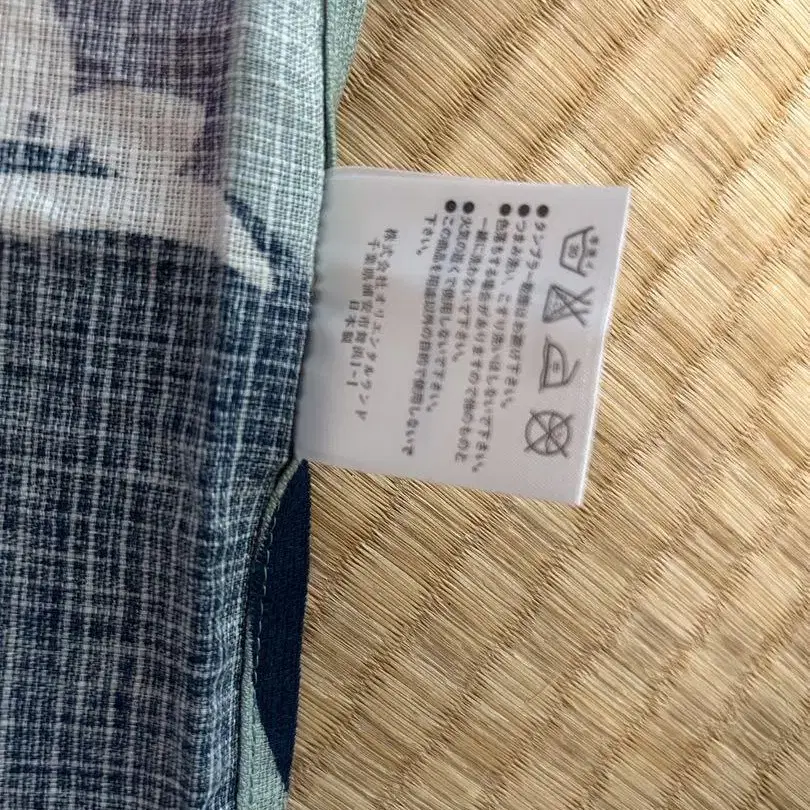 ●タンブラー乾燥はお避け下さい。
●つまみ洗い、こすり洗いはしないで下さい。
●色落ちする場合がありますので他のものと
一緒に洗わないで下さい。
●火気の近くで使用しないで下さい。
●この商品を用途以外の目的で使用しないで
下さい。
株式会社オリエンタルランド
千葉県浦安市舞浜1-1
日本製